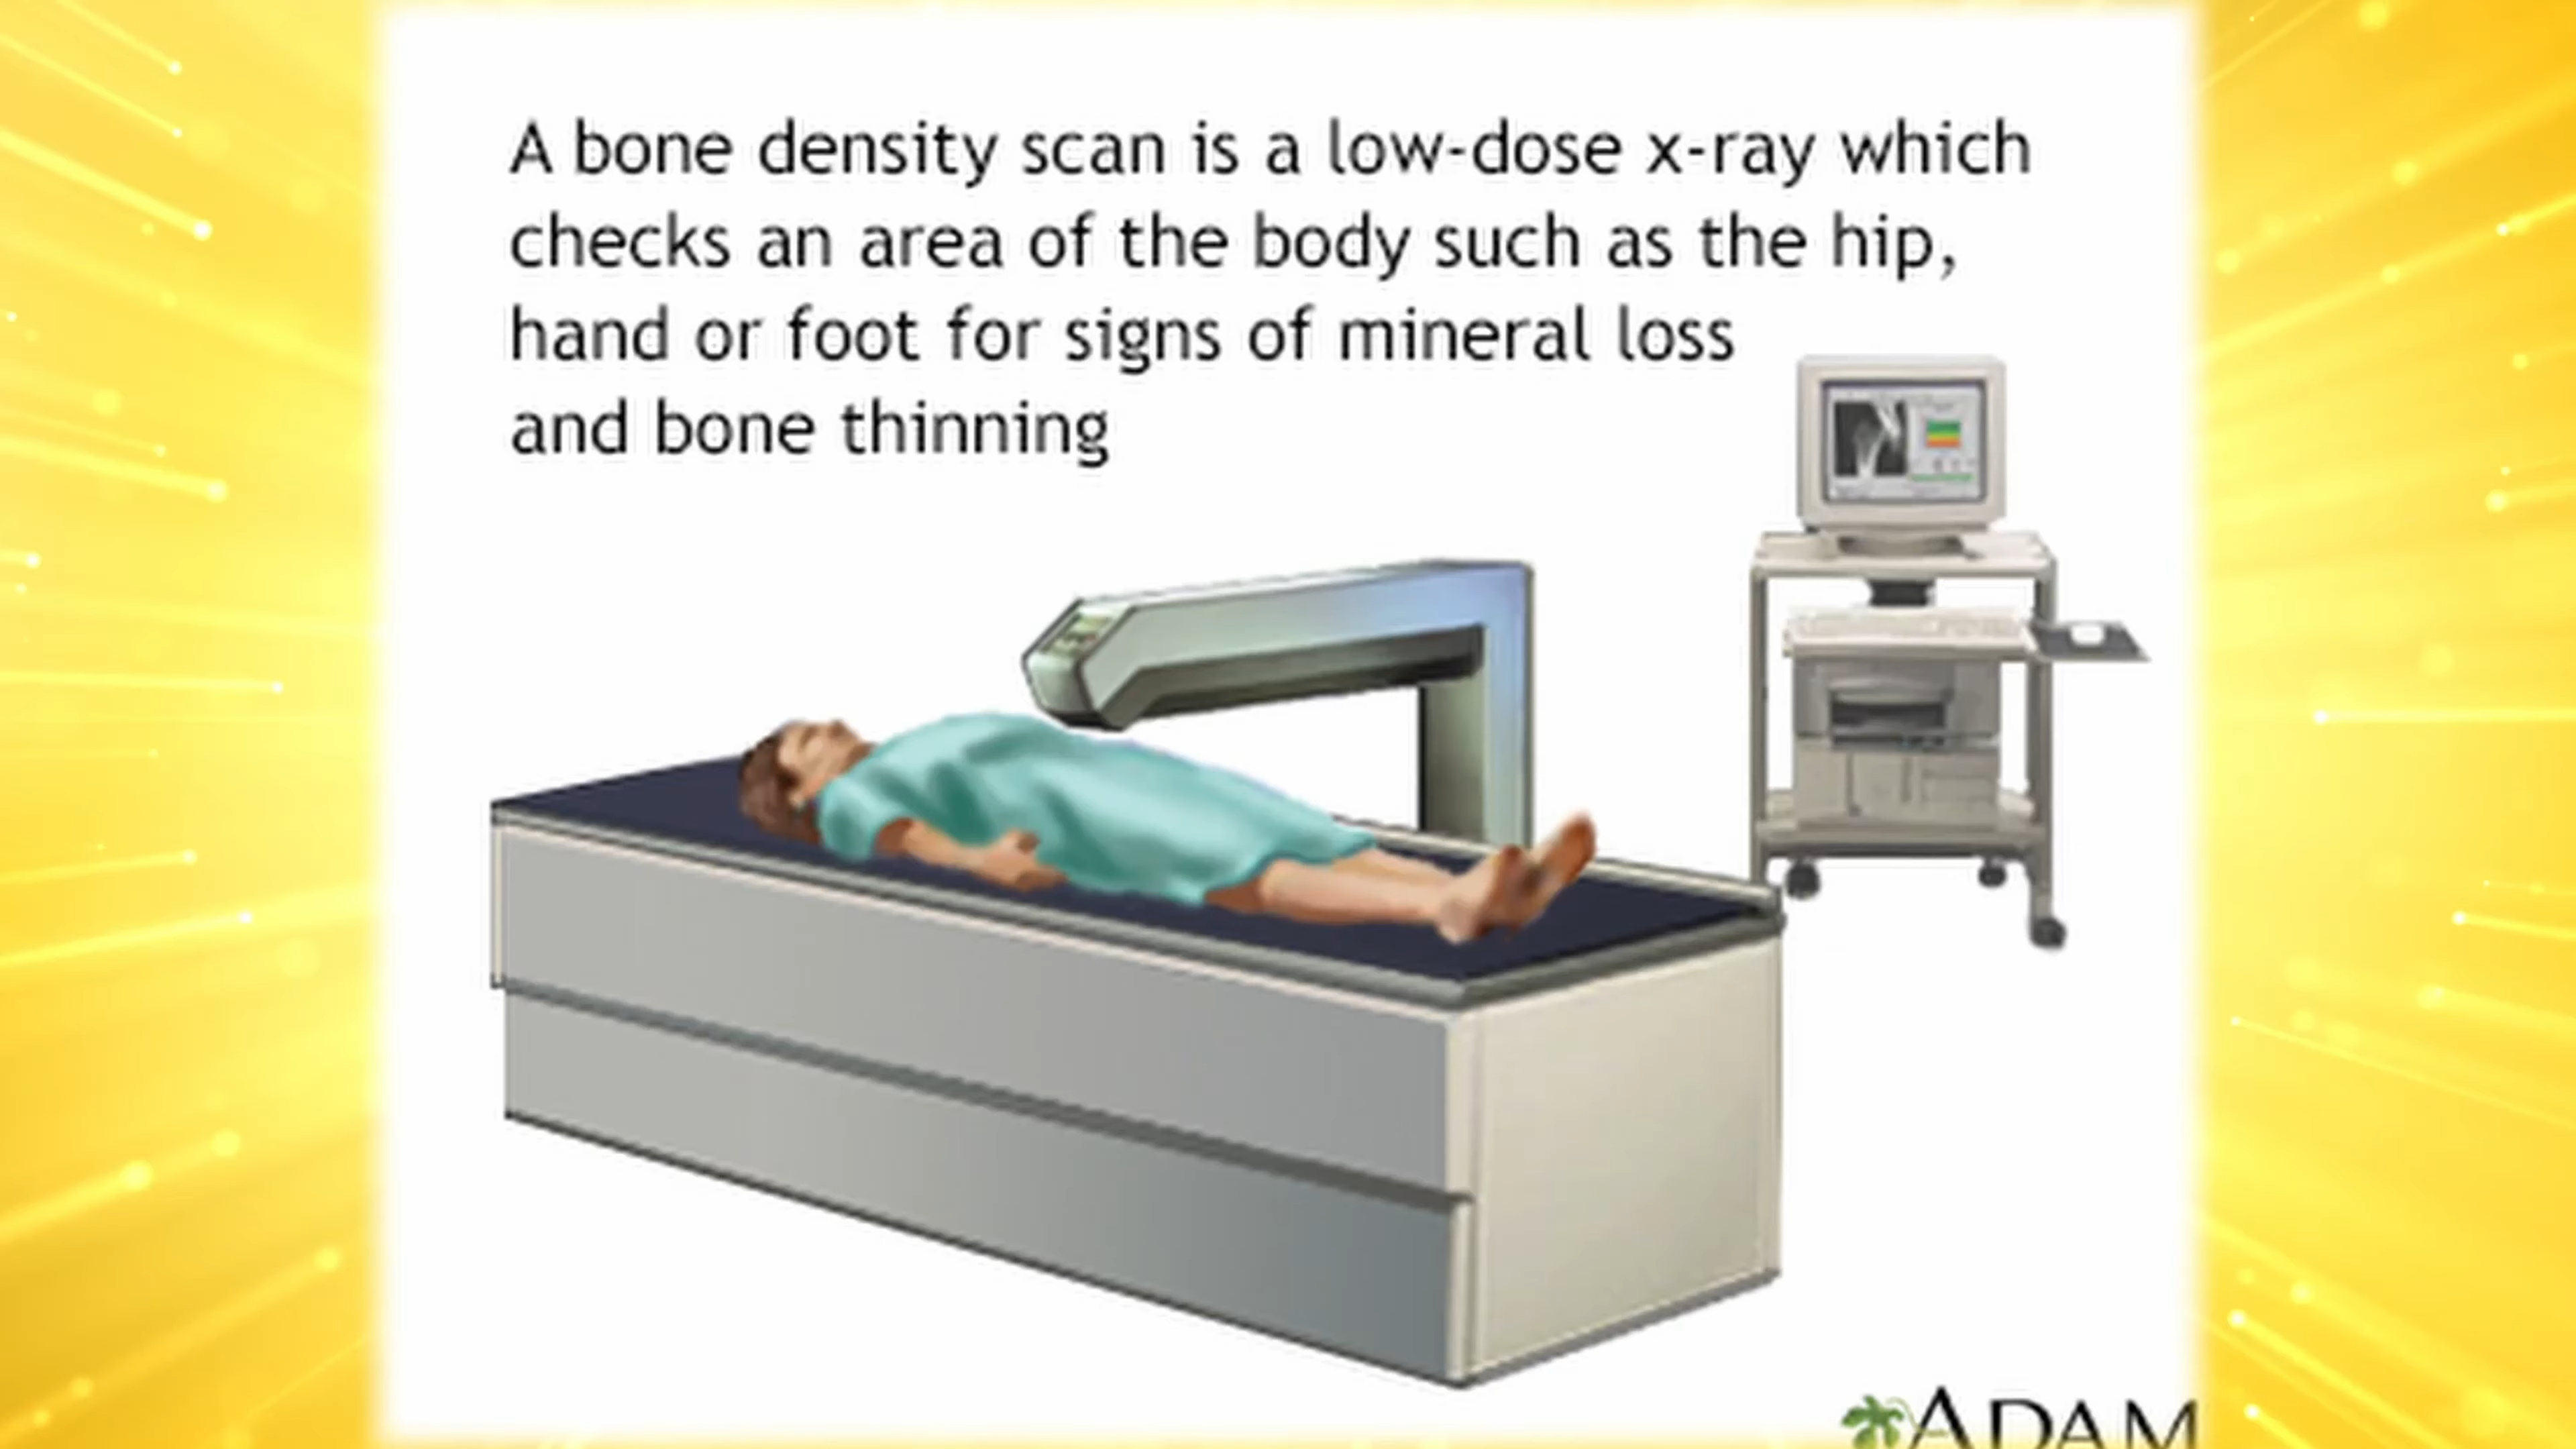 A bone density scan is a low-dose x-ray which
checks an area of the body such as the hip,
hand or foot for signs of mineral loss
and bone thinning
ADAM